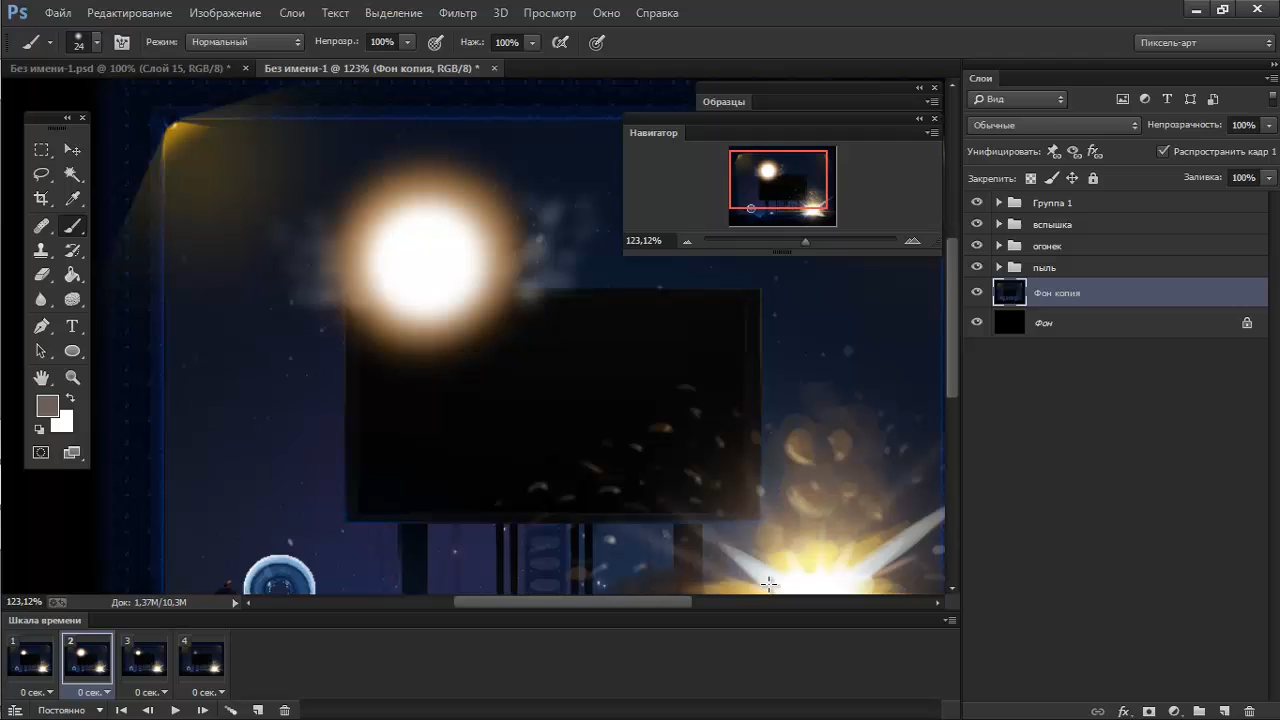 Ps Файл Редактирование Изображение Слои Текст Выделение Фильтр 3D Просмотр Окно Справка
24 Режим: Нормальный Непрозр.: 100% Наж.: 100% Пиксель-арт
Без имени-1.psd @ 100% (Слой 15, RGB/8) * × Без имени-1 @ 123% (Фон копия, RGB/8) * ×
Образцы
Навигатор
123,12%
Слои
Вид
Обычные Непрозрачность: 100%
Унифицировать: Распространить кадр 1
Закрепить: Заливка: 100%
Группа 1
вспышка
огонек
пыль
Фон копия
Фон
123,12% Док: 1,37M/10,3M
Шкала времени
1 2 3 4
0 сек. 0 сек. 0 сек. 0 сек.
Постоянно